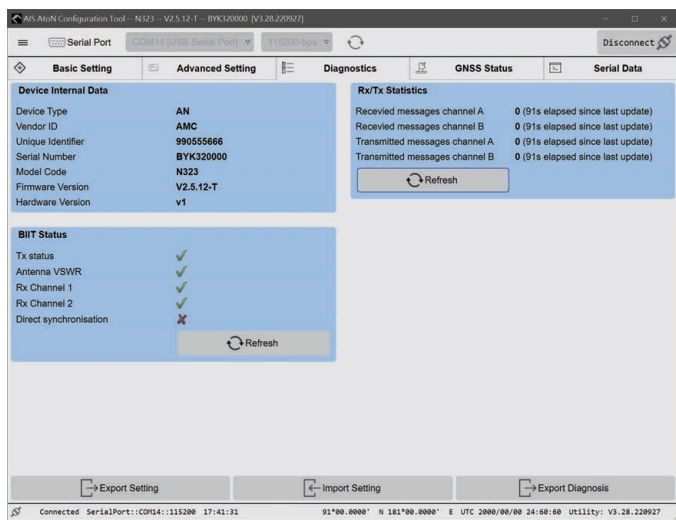 AIS AtoN Configuration Tool -- N323 -- V2.5.12-T -- BYK320000 [V3.28.220927]
Serial Port COM14 [USB Serial Port] 115200-bps Disconnect
Basic Setting Advanced Setting Diagnostics GNSS Status Serial Data
Device Internal Data
Device Type AN
Vendor ID AMC
Unique Identifier 990555666
Serial Number BYK320000
Model Code N323
Firmware Version V2.5.12-T
Hardware Version v1
Rx/Tx Statistics
Recevied messages channel A 0 (91s elapsed since last update)
Recevied messages channel B 0 (91s elapsed since last update)
Transmitted messages channel A 0 (91s elapsed since last update)
Transmitted messages channel B 0 (91s elapsed since last update)
Refresh
BIIT Status
Tx status
Antenna VSWR
Rx Channel 1
Rx Channel 2
Direct synchronisation
Refresh
Export Setting Import Setting Export Diagnosis
Connected SerialPort::COM14::115200 17:41:31 91°00.0000' N 181°00.0000' E UTC 2000/00/00 24:60:60 Utility: V3.28.220927